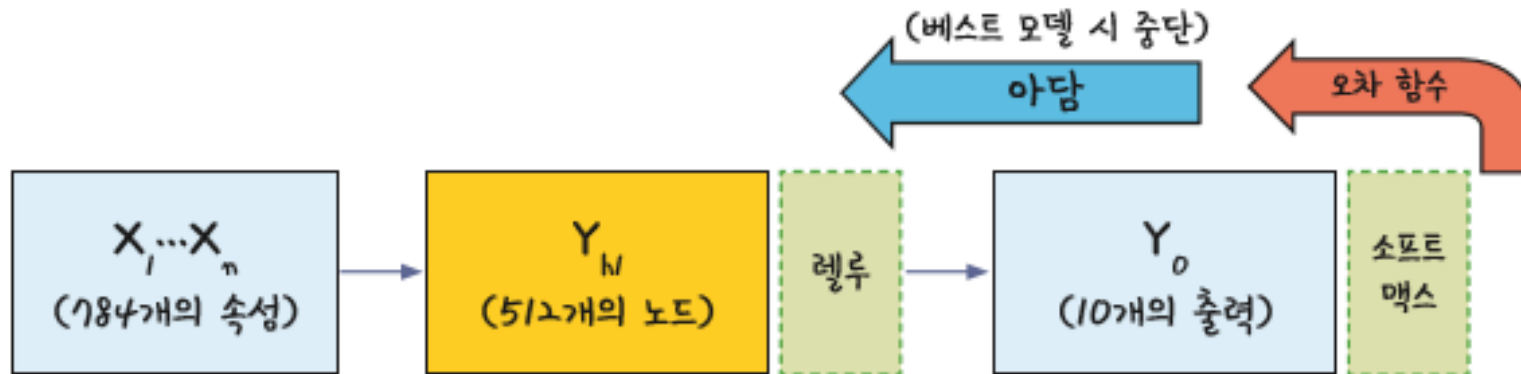 (베스트 모델 시 중단)
아담
오차 함수
X₁…Xₙ
(784개의 속성)
Yₕ₁
(512개의 노드)
렐루
Yₒ
(10개의 출력)
소프트
맥스